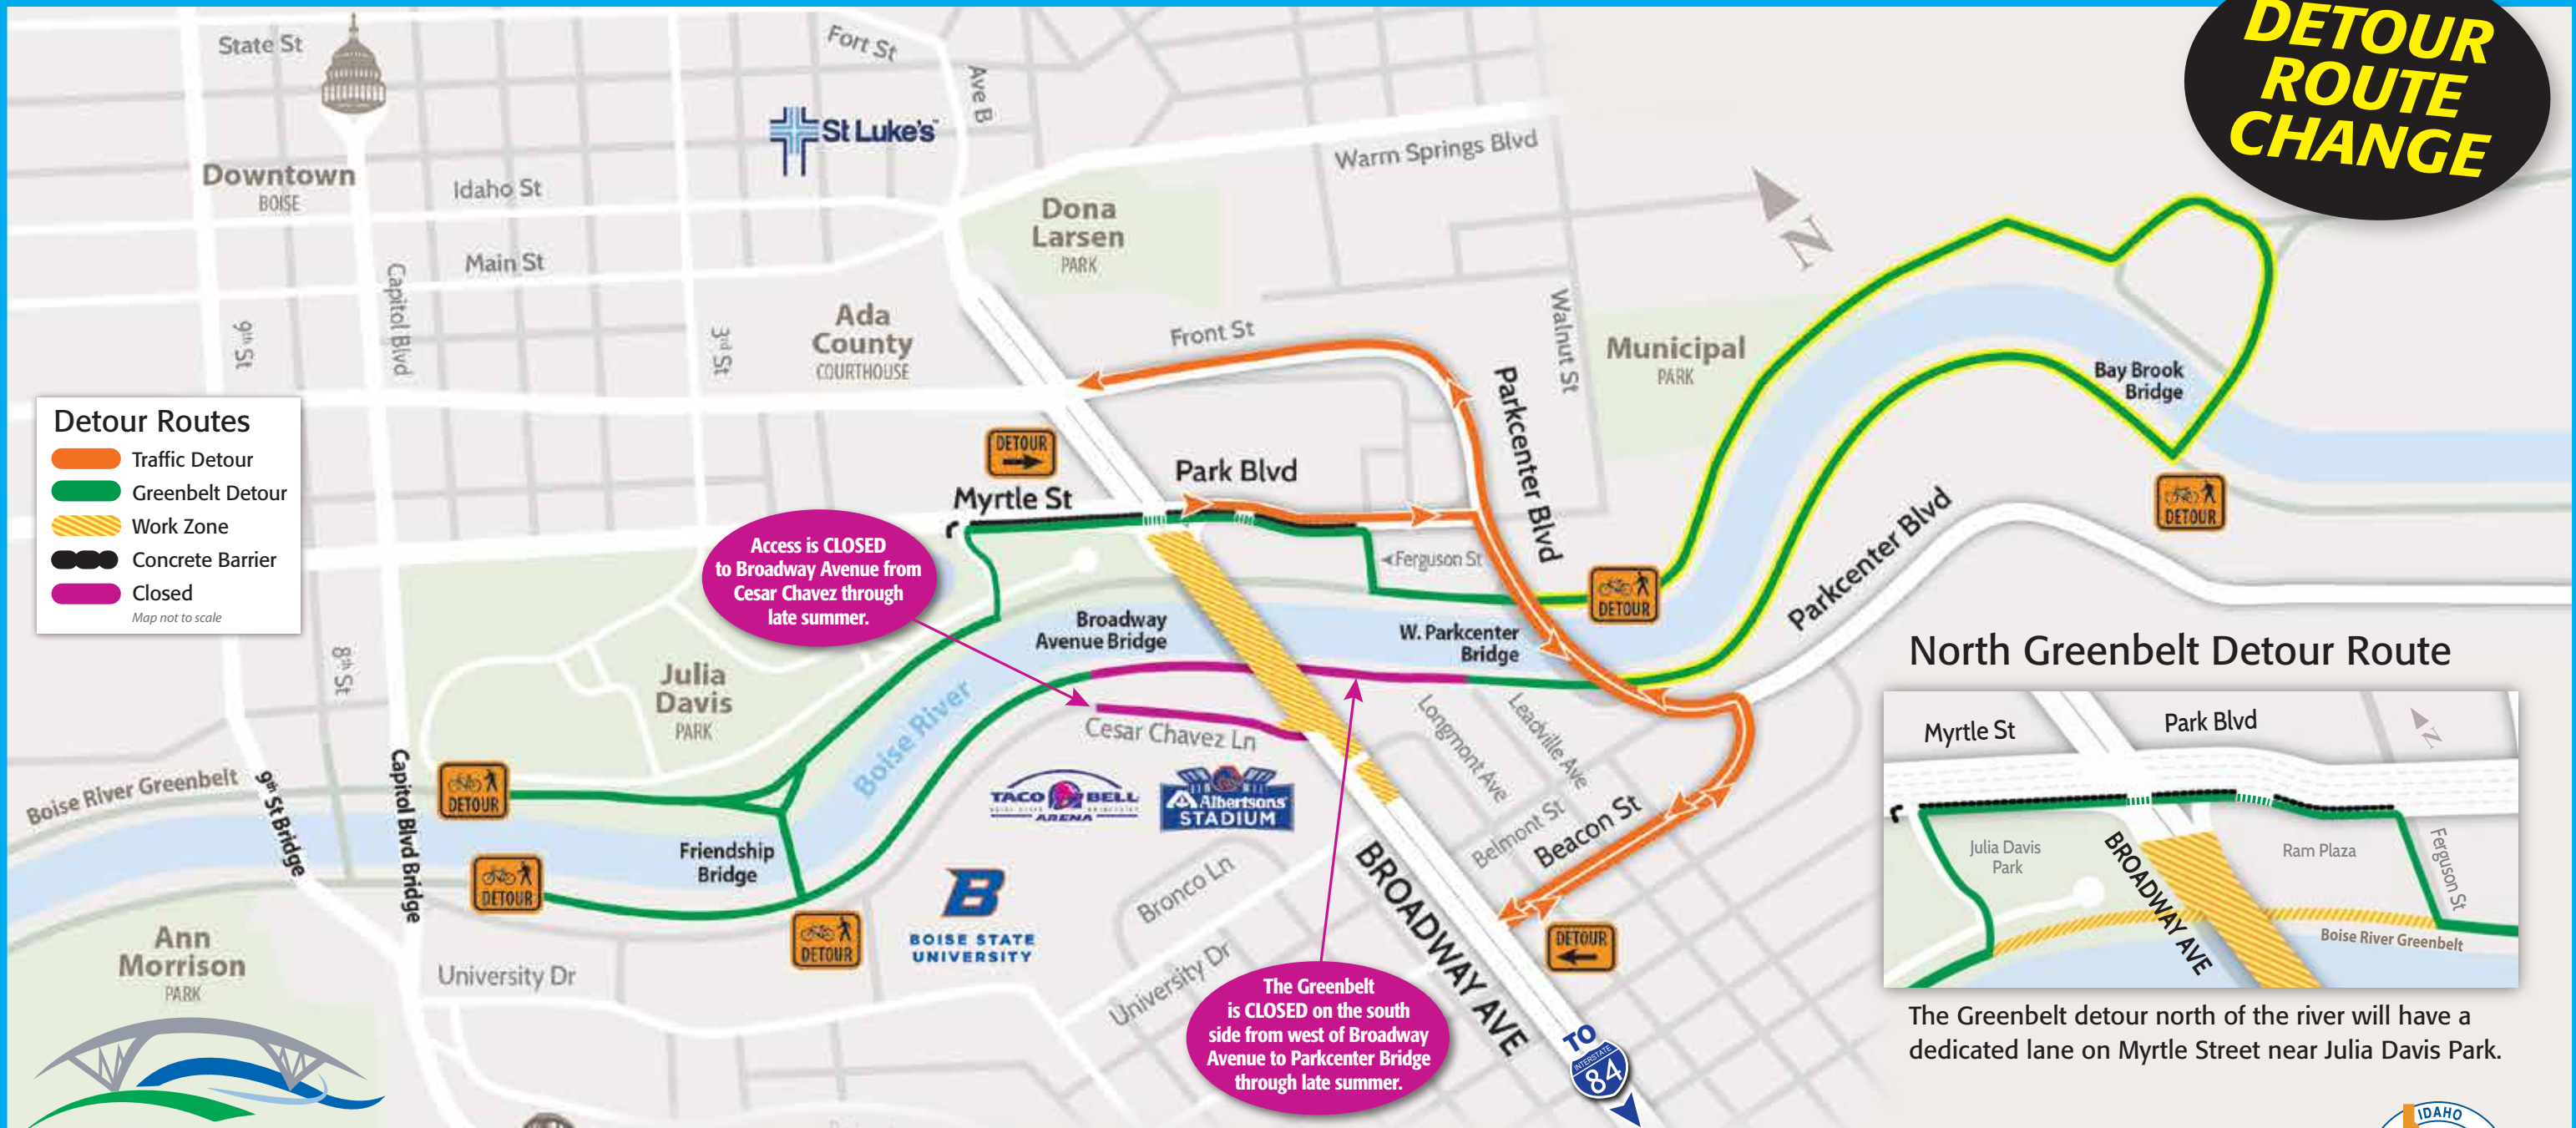 DETOUR
ROUTE
CHANGE
State St
Fort St
Ave B
St Luke's
Warm Springs Blvd
Downtown
BOISE
Idaho St
Dona
Larsen
PARK
N
Main St
Capitol Blvd
9th St
3rd St
Ada
County
COURTHOUSE
Front St
Walnut St
Municipal
PARK
Bay Brook
Bridge
Parkcenter Blvd
Detour Routes
Traffic Detour
Greenbelt Detour
Work Zone
Concrete Barrier
Closed
Map not to scale
DETOUR
Park Blvd
Myrtle St
DETOUR
Access is CLOSED
to Broadway Avenue from
Cesar Chavez through
late summer.
Ferguson St
DETOUR
Parkcenter Blvd
Broadway
Avenue Bridge
W. Parkcenter
Bridge
8th St
Julia
Davis
PARK
Boise River
Cesar Chavez Ln
Longmont Ave
Leadville Ave
Boise River Greenbelt
9th St Bridge
Capitol Blvd Bridge
DETOUR
TACO BELL
ARENA
Albertsons
STADIUM
Belmont St
Beacon St
Friendship
Bridge
DETOUR
DETOUR
B
BOISE STATE
UNIVERSITY
Bronco Ln
University Dr
BROADWAY AVE
DETOUR
Ann
Morrison
PARK
University Dr
The Greenbelt
is CLOSED on the south
side from west of Broadway
Avenue to Parkcenter Bridge
through late summer.
TO
INTERSTATE
84
North Greenbelt Detour Route
Myrtle St
Park Blvd
N
Julia Davis
Park
BROADWAY AVE
Ram Plaza
Ferguson St
Boise River Greenbelt
The Greenbelt detour north of the river will have a
dedicated lane on Myrtle Street near Julia Davis Park.
IDAHO